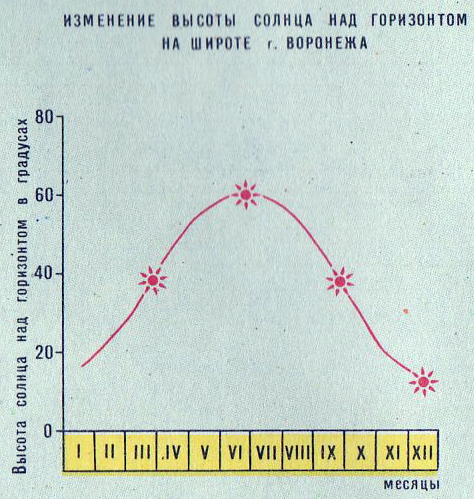 ИЗМЕНЕНИЕ ВЫСОТЫ СОЛНЦА НАД ГОРИЗОНТОМ
НА ШИРОТЕ г. ВОРОНЕЖА
Высота солнца над горизонтом в градусах
80
60
40
20
0
I II III IV V VI VII VIII IX X XI XII
месяцы